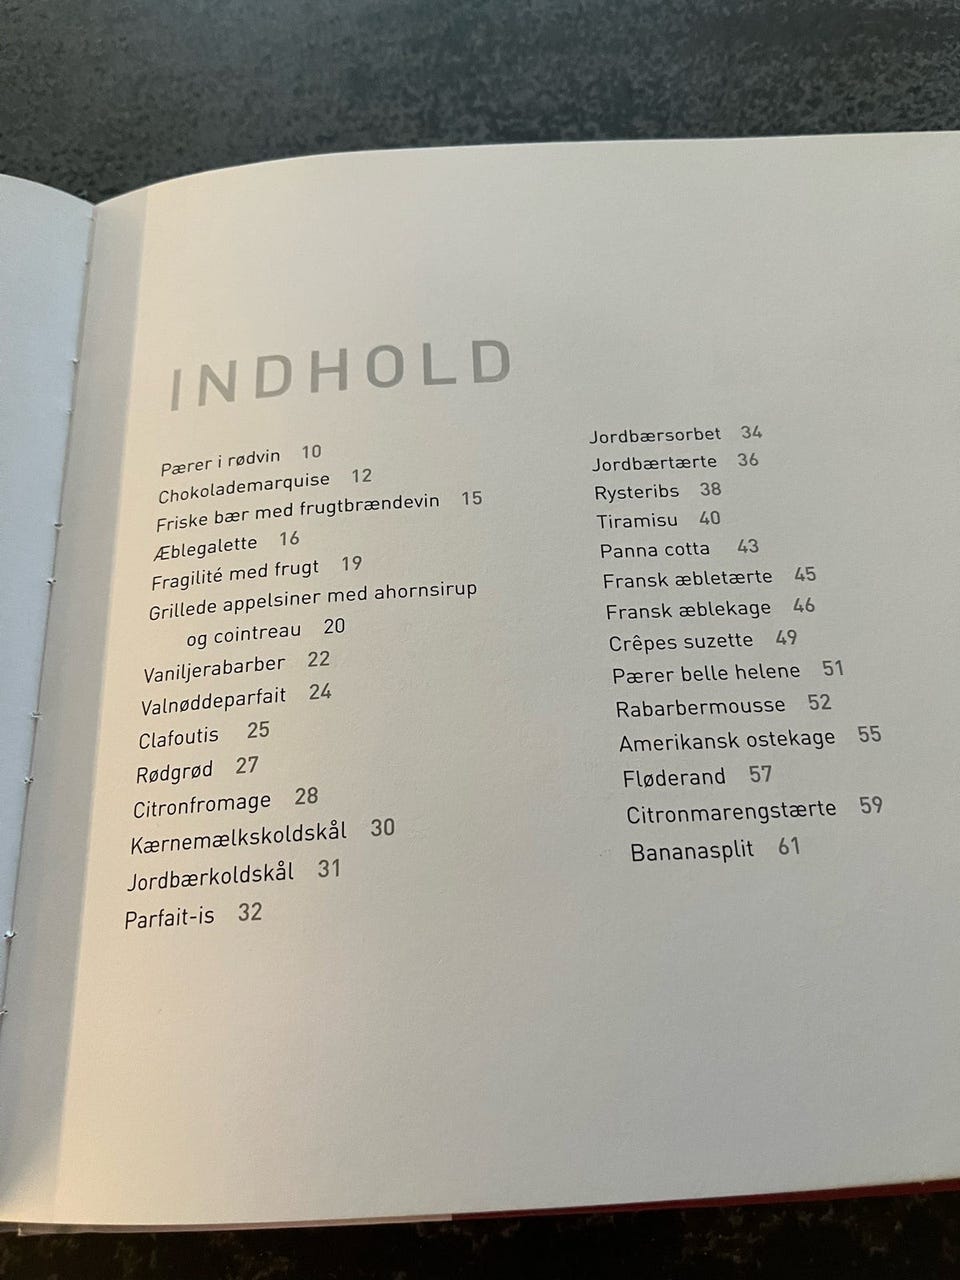 INDHOLD
Pærer i rødvin 10
Chokolademarquise 12
Friske bær med frugtbrændevin 15
Æblegalette 16
Fragilité med frugt 19
Grillede appelsiner med ahornsirup
og cointreau 20
Vaniljerabarber 22
Valnøddeparfait 24
Clafoutis 25
Rødgrød 27
Citronfromage 28
Kærnemælkskoldskål 30
Jordbærkoldskål 31
Parfait-is 32
Jordbærsorbet 34
Jordbærtærte 36
Rysteribs 38
Tiramisu 40
Panna cotta 43
Fransk æbletærte 45
Fransk æblekage 46
Crêpes suzette 49
Pærer belle helene 51
Rabarbermousse 52
Amerikansk ostekage 55
Fløderand 57
Citronmarengstærte 59
Bananasplit 61